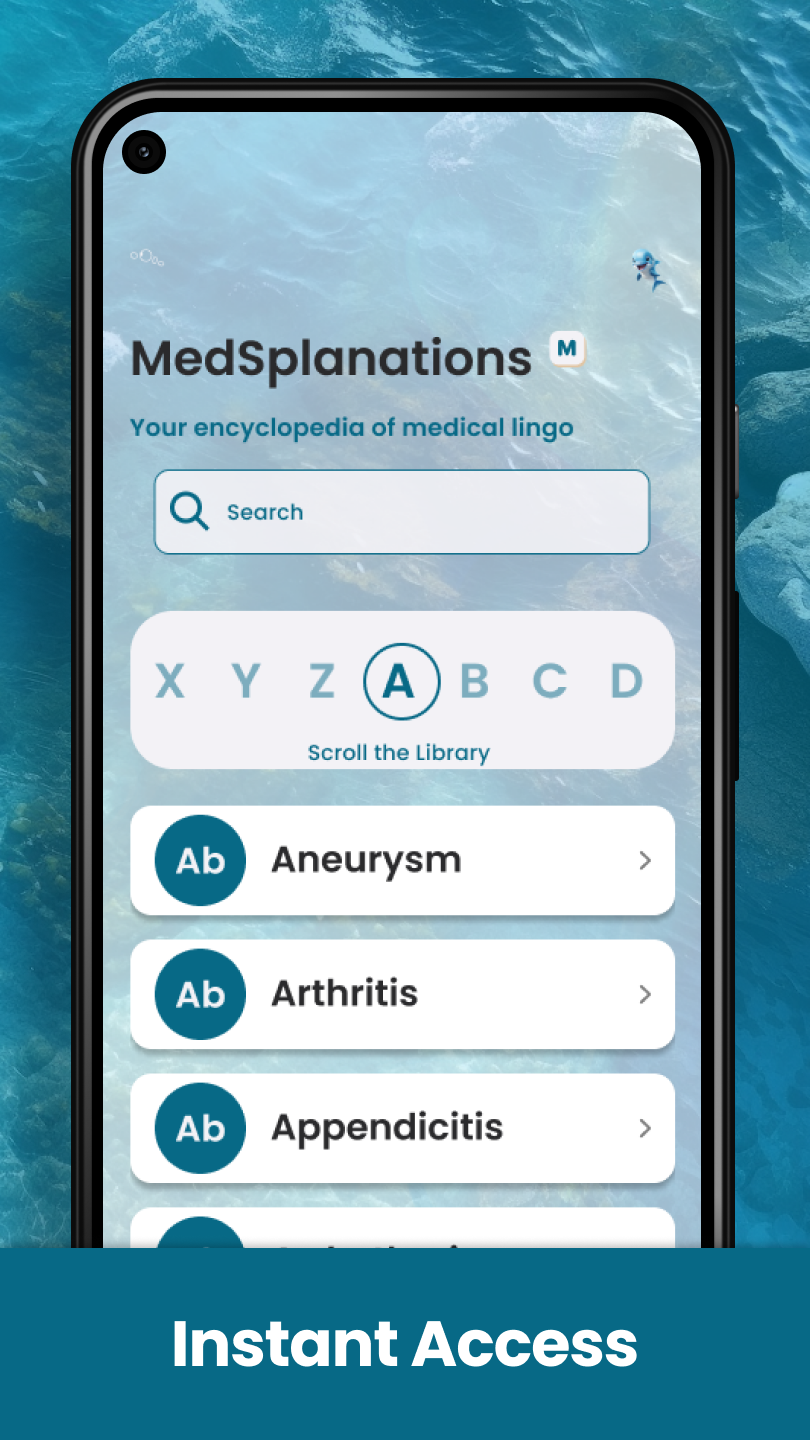 MedSplanations M
Your encyclopedia of medical lingo
Search
X Y Z A B C D
Scroll the Library
Ab Aneurysm
Ab Arthritis
Ab Appendicitis
Instant Access